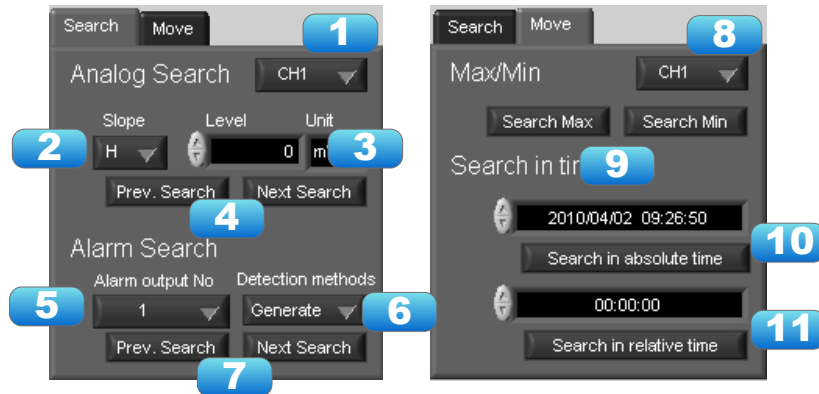 Search Move
1
Analog Search CH1
Slope Level Unit
2 H 0 3
Prev. Search Next Search
4
Alarm Search
Alarm output No Detection methods
5 1 Generate 6
Prev. Search Next Search
7
Search Move
8
Max/Min CH1
Search Max Search Min
Search in 9
2010/04/02 09:26:50
10
Search in absolute time
00:00:00
11
Search in relative time